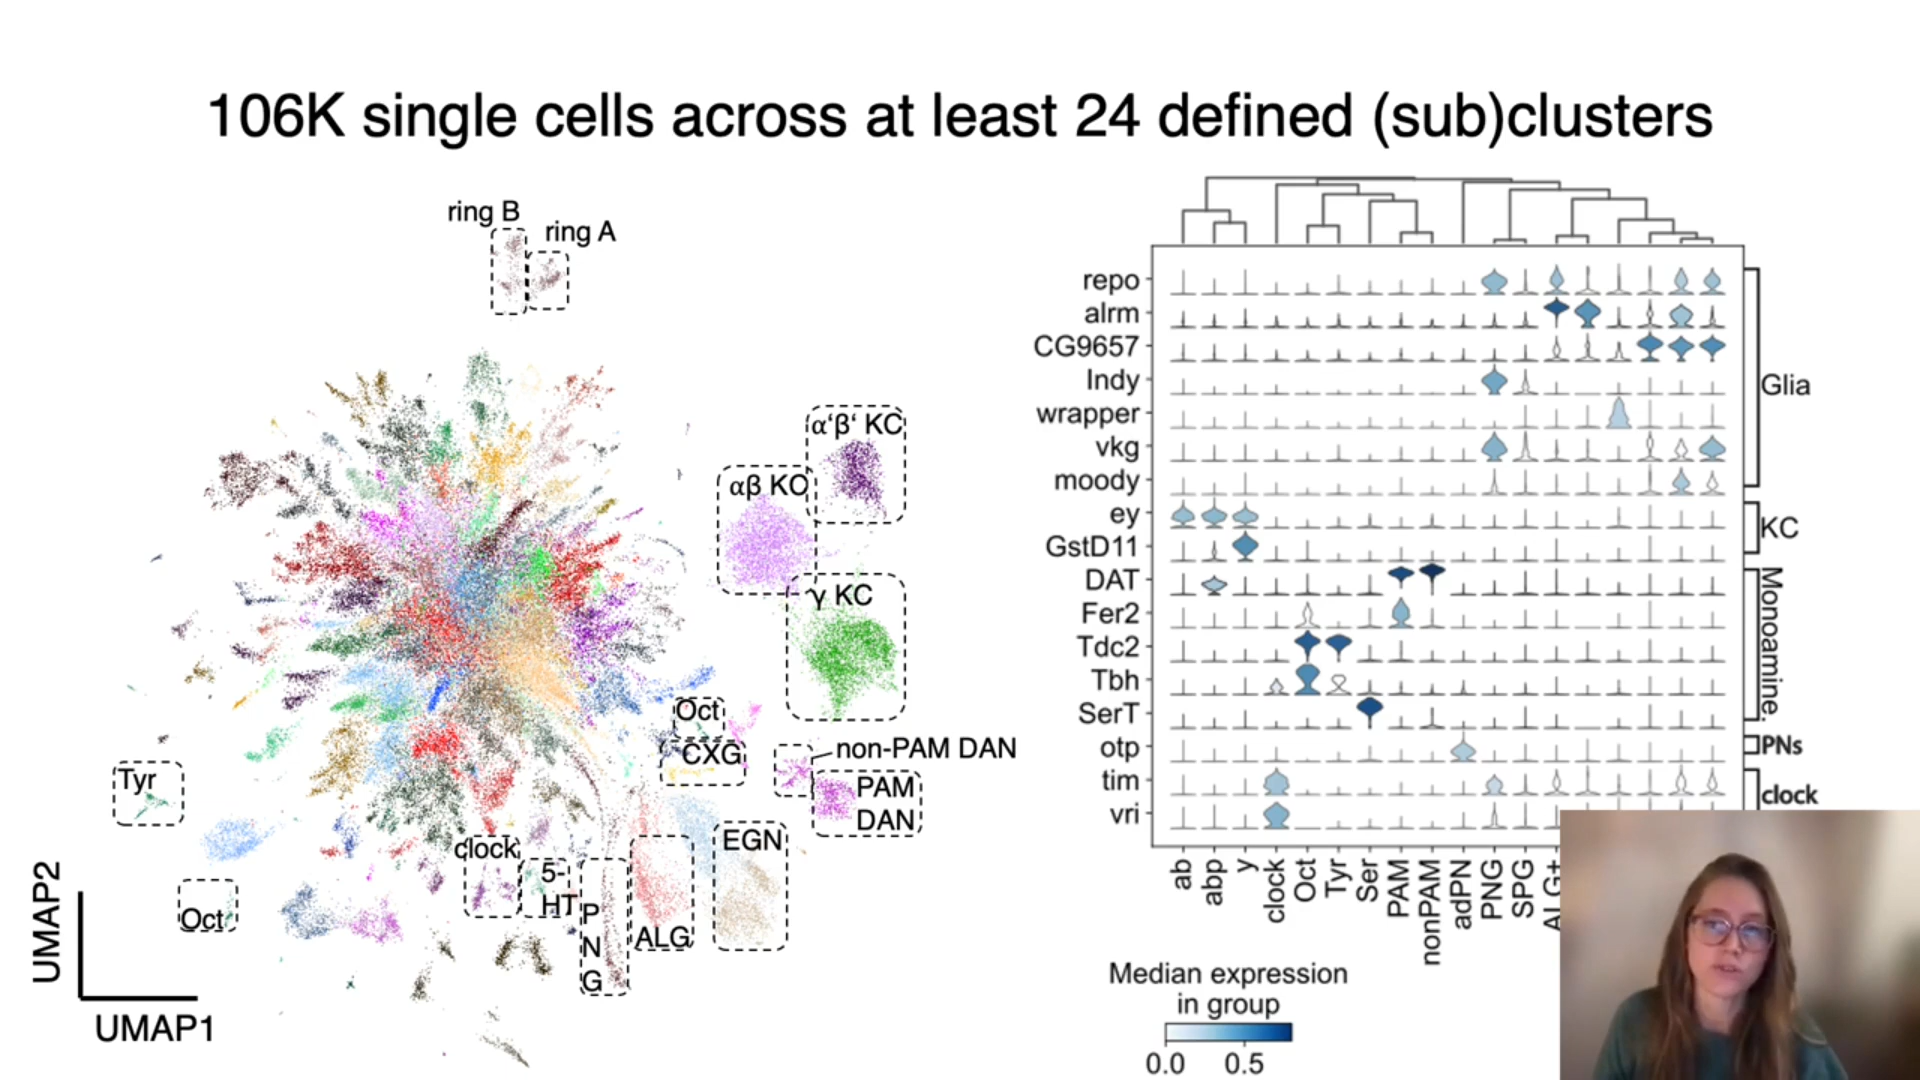 106K single cells across at least 24 defined (sub)clusters
ring B
ring A
α‘β‘ KC
αβ KC
γ KC
Oct
CXG
non-PAM DAN
PAM
DAN
Tyr
EGN
clock
5-
HT
P
N
G
ALG
Oct
UMAP2
UMAP1
repo
alrm
CG9657
Indy
wrapper
vkg
moody
ey
GstD11
DAT
Fer2
Tdc2
Tbh
SerT
otp
tim
vri
Glia
KC
Monoamine.
PNs
clock
ab
abp
y
clock
Oct
Tyr
Ser
PAM
nonPAM
adPN
PNG
SPG
ALG+
Median expression
in group
0.0 0.5